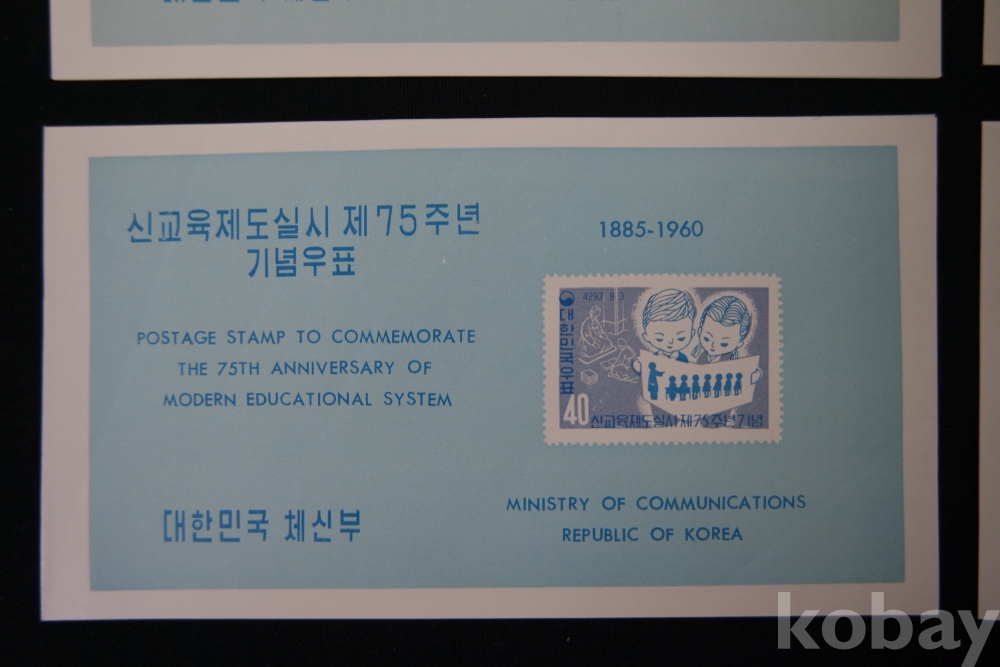 신교육제도실시 제75주년
기념우표
1885-1960
POSTAGE STAMP TO COMMEMORATE
THE 75TH ANNIVERSARY OF
MODERN EDUCATIONAL SYSTEM
대한민국우표
40
신교육제도실시제75주년기념
대한민국 체신부
MINISTRY OF COMMUNICATIONS
REPUBLIC OF KOREA
kobay